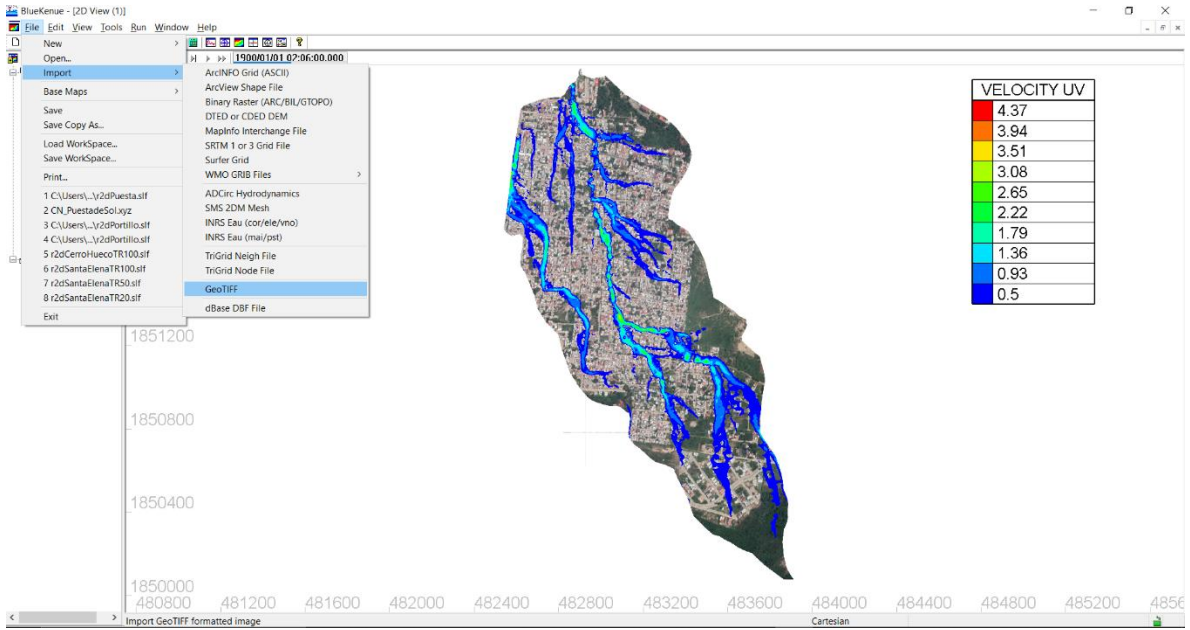 BlueKenue - [2D View (1)]
File Edit View Tools Run Window Help
1900/01/01 02:06:00.000
New
Open...
Import
Base Maps
Save
Save Copy As...
Load WorkSpace...
Save WorkSpace...
Print...
1 C:\Users\...\r2dPuesta.slf
2 CN_PuestadeSol.xyz
3 C:\Users\...\r2dPortillo.slf
4 C:\Users\...\r2dPortillo.slf
5 r2dCerroHuecoTR100.slf
6 r2dSantaElenaTR100.slf
7 r2dSantaElenaTR50.slf
8 r2dSantaElenaTR20.slf
Exit
ArcINFO Grid (ASCII)
ArcView Shape File
Binary Raster (ARC/BIL/GTOPO)
DTED or CDED DEM
MapInfo Interchange File
SRTM 1 or 3 Grid File
Surfer Grid
WMO GRIB Files
ADCirc Hydrodynamics
SMS 2DM Mesh
INRS Eau (cor/ele/vno)
INRS Eau (mai/pst)
TriGrid Neigh File
TriGrid Node File
GeoTIFF
dBase DBF File
VELOCITY UV
4.37
3.94
3.51
3.08
2.65
2.22
1.79
1.36
0.93
0.5
1851200
1850800
1850400
1850000
480800 481200 481600 482000 482400 482800 483200 483600 484000 484400 484800 485200 4856
Import GeoTIFF formatted image
Cartesian